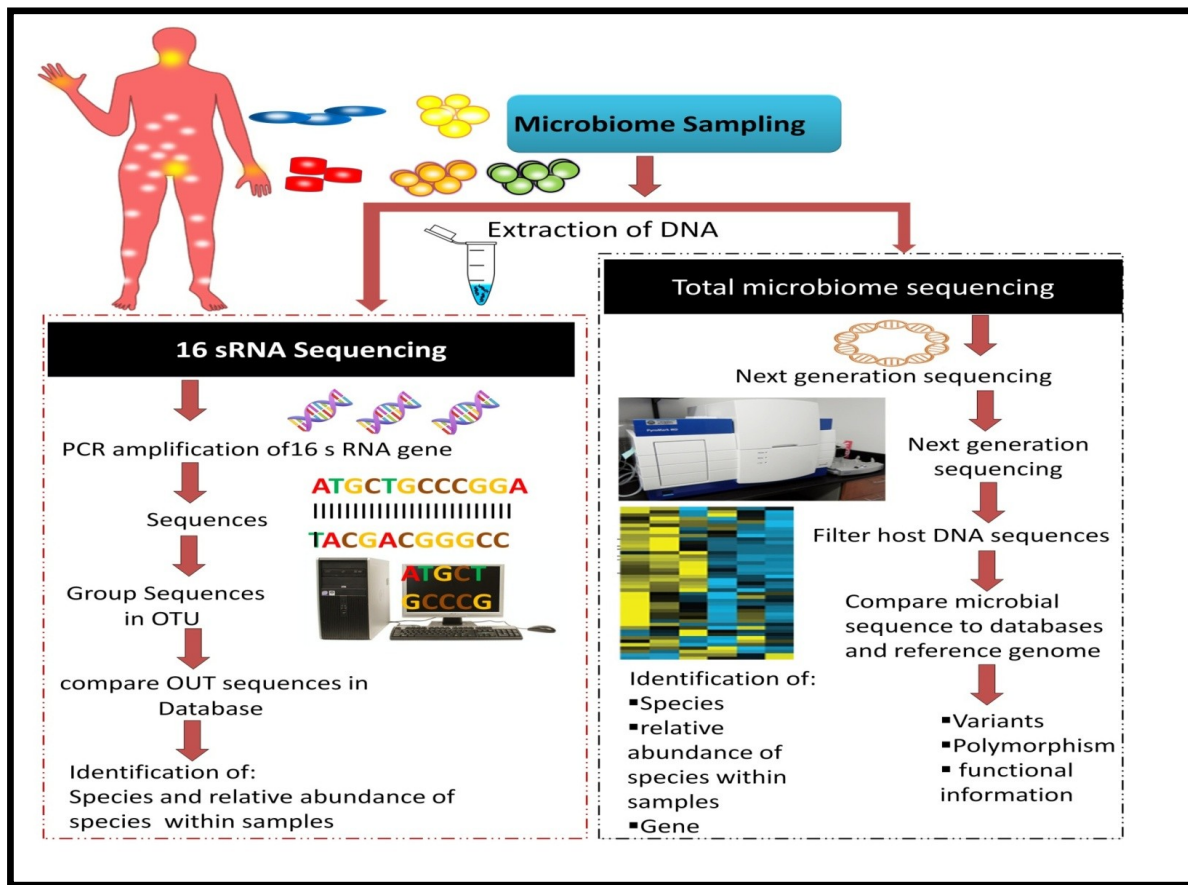 Microbiome Sampling
Extraction of DNA
16 sRNA Sequencing
PCR amplification of16 s RNA gene
ATGCTGCCCGGA
TACGACGGGCC
Sequences
ATGCT
GCCCG
Group Sequences
in OTU
compare OUT sequences in
Database
Identification of:
Species and relative abundance of
species within samples
Total microbiome sequencing
Next generation sequencing
Next generation
sequencing
Filter host DNA sequences
Compare microbial
sequence to databases
and reference genome
Identification of:
▪Species
▪relative
abundance of
species within
samples
▪Gene
▪Variants
▪Polymorphism
▪ functional
information